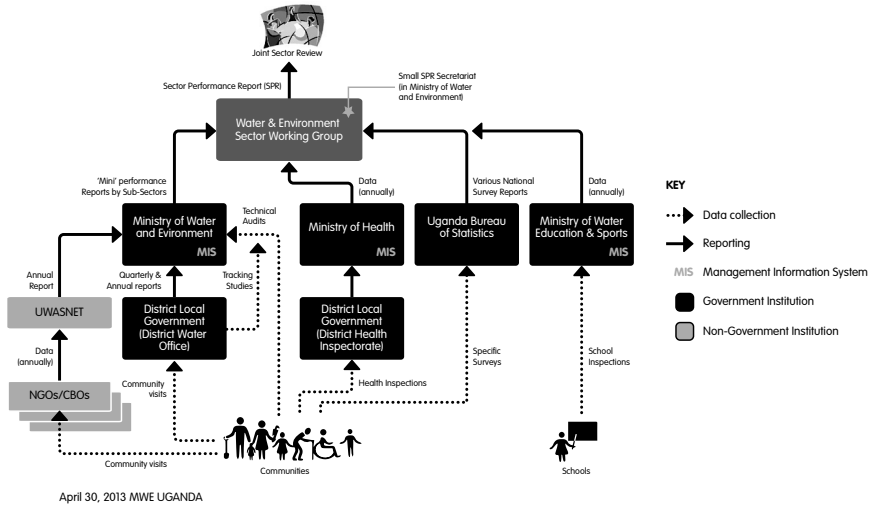 Joint Sector Review
Sector Performance Report (SPR)
Small SPR Secretariat
(in Ministry of Water
and Environment)
Water & Environment
Sector Working Group
'Mini' performance
Reports by Sub-Sectors
Data
(annually)
Various National
Survey Reports
Data
(annually)
Technical
Audits
Ministry of Water
and Evironment
MIS
Ministry of Health
MIS
Uganda Bureau
of Statistics
Ministry of Water
Education & Sports
MIS
Annual
Report
Quarterly &
Annual reports
Tracking
Studies
UWASNET
District Local
Government
(District Water
Office)
District Local
Government
(District Health
Inspectorate)
Data
(annually)
Specific
Surveys
School
Inspections
NGOs/CBOs
Community
visits
Health Inspections
Community visits
Communities
Schools
KEY
Data collection
Reporting
MIS Management Information System
Government Institution
Non-Government Institution
April 30, 2013 MWE UGANDA